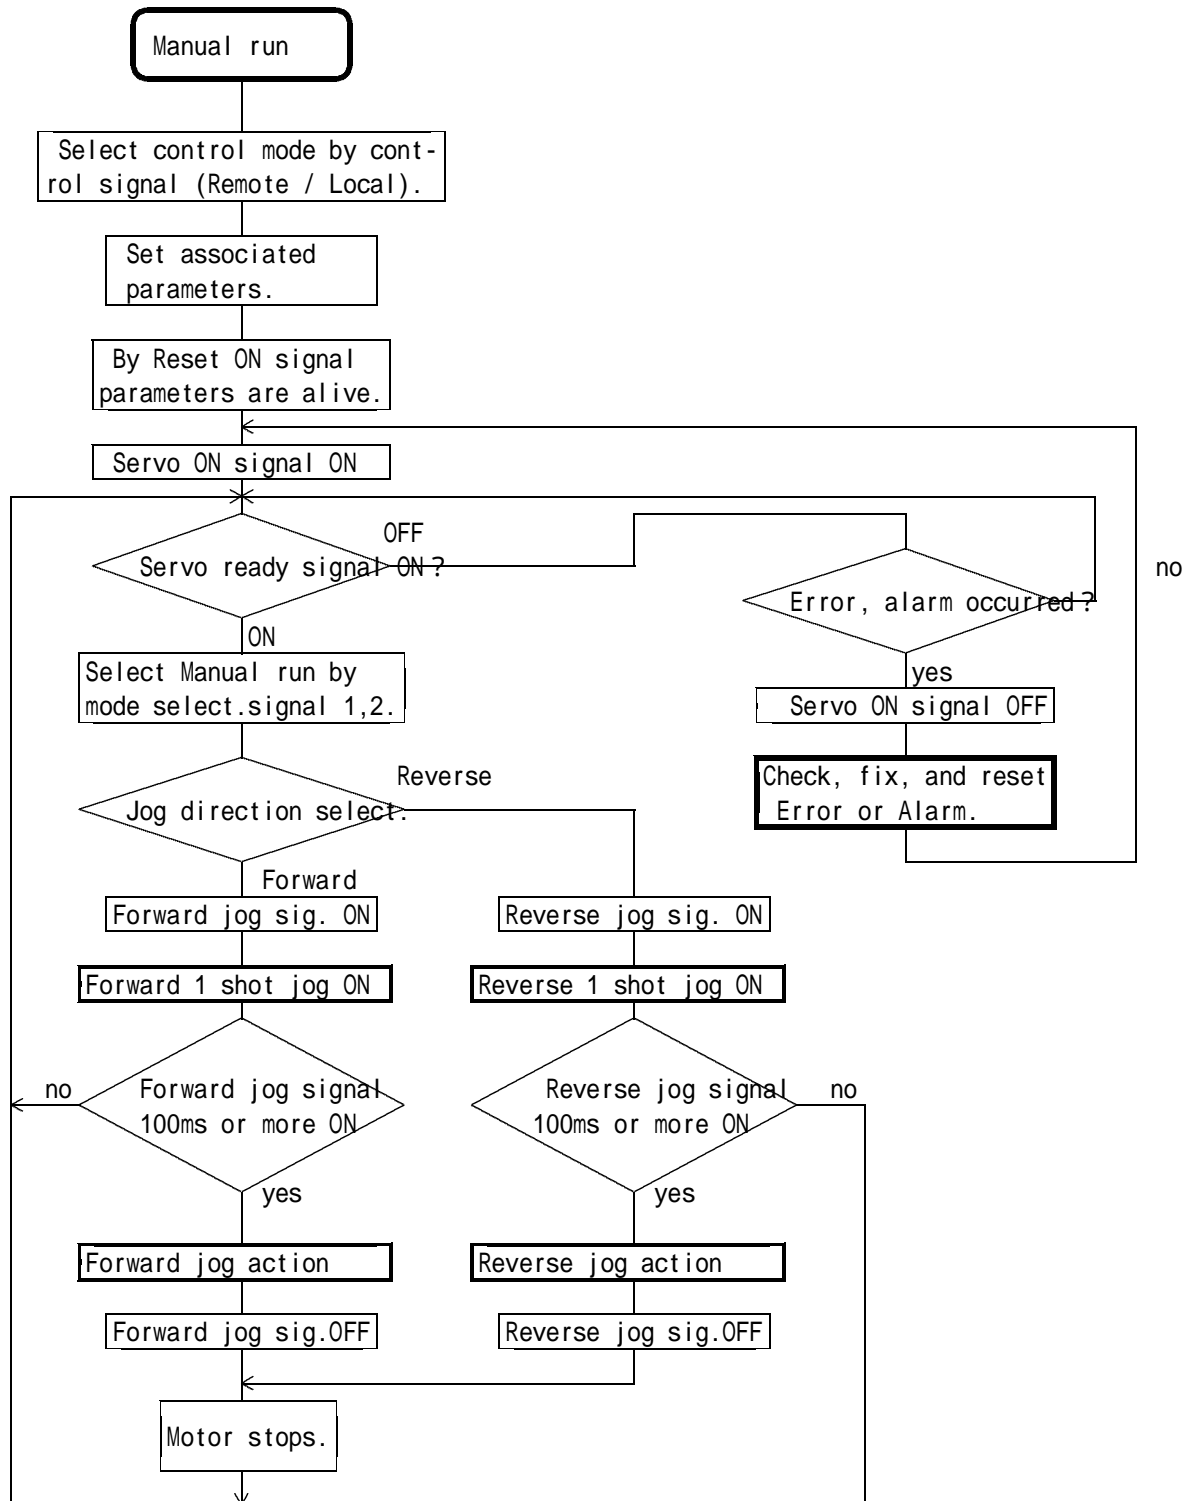 Manual run
Select control mode by cont-
rol signal (Remote / Local).
Set associated
parameters.
By Reset ON signal
parameters are alive.
Servo ON signal ON
OFF
Servo ready signal ON?
no
Error, alarm occurred?
ON
Select Manual run by
mode select.signal 1,2.
yes
Servo ON signal OFF
Reverse
Check, fix, and reset
Error or Alarm.
Jog direction select.
Forward
Forward jog sig. ON
Reverse jog sig. ON
Forward 1 shot jog ON
Reverse 1 shot jog ON
no
Forward jog signal
100ms or more ON
Reverse jog signal
100ms or more ON
no
yes
yes
Forward jog action
Reverse jog action
Forward jog sig.OFF
Reverse jog sig.OFF
Motor stops.